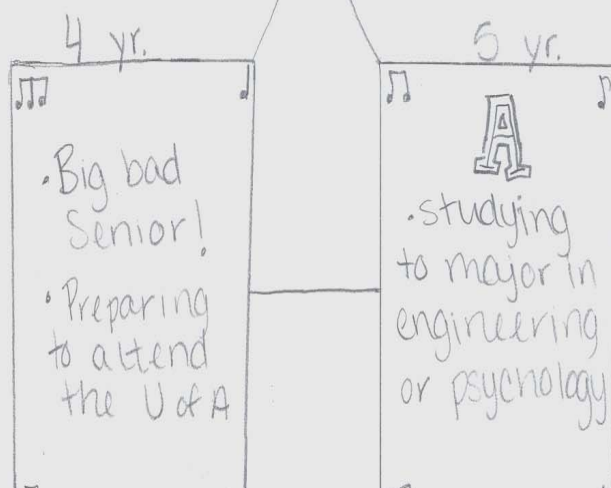 4 yr.
• Big bad
Senior!
• Preparing
to attend
the U of A
5 yr.
A
• studying
to major in
engineering
or psychology